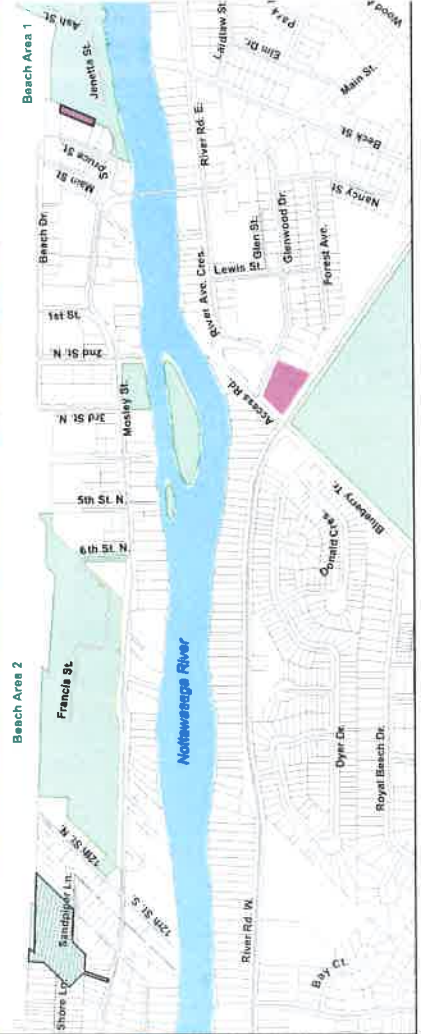 Beach Area 1
Beach Area 2
Ash St.
Jenetta St.
Spruce St.
Main St.
Beach Dr.
1st St.
2nd St. N.
3rd St. N.
Mosley St.
5th St. N.
6th St. N.
Francis St.
12th St. N.
Sandpiper Ln.
Shore Ln.
12th St. S.
Nottawasaga River
Laidlaw St.
Elm Dr.
Park
Wood A
Main St.
Beck St.
Nancy St
River Rd. E.
River Ave. Cres.
Lewis St.
Glen St.
Glenwood Dr.
Forest Ave.
Access Rd.
Blueberry Tr.
Donald Cres.
Dyer Dr.
Royal Beach Dr.
River Rd. W.
Bay Ct.